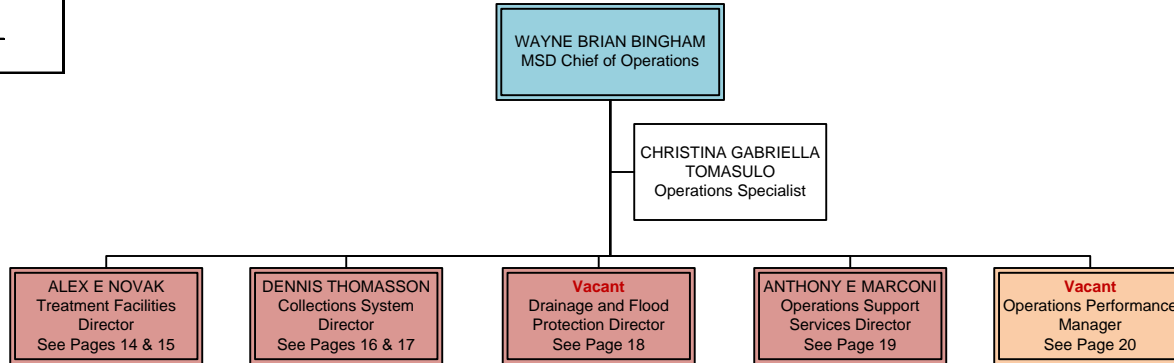 WAYNE BRIAN BINGHAM
MSD Chief of Operations
CHRISTINA GABRIELLA
TOMASULO
Operations Specialist
ALEX E NOVAK
Treatment Facilities
Director
See Pages 14 & 15
DENNIS THOMASSON
Collections System
Director
See Pages 16 & 17
Vacant
Drainage and Flood
Protection Director
See Page 18
ANTHONY E MARCONI
Operations Support
Services Director
See Page 19
Vacant
Operations Performance
Manager
See Page 20